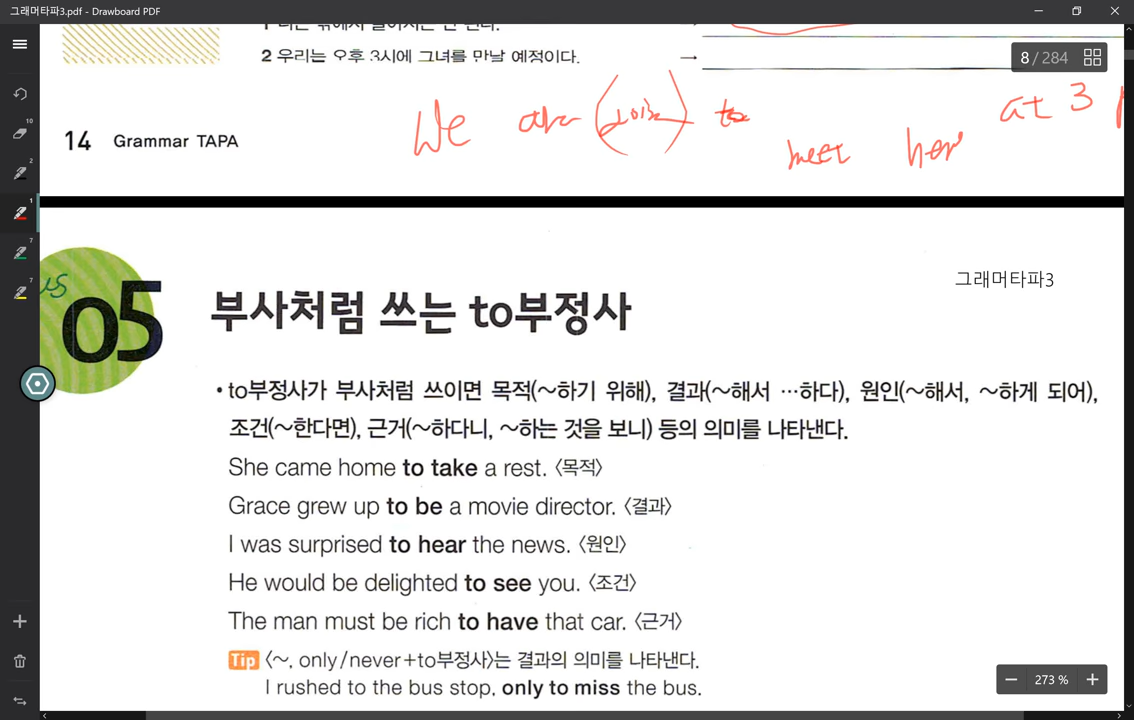 그래머타파3.pdf - Drawboard PDF
2 우리는 오후 3시에 그녀를 만날 예정이다. →
8 / 284
We are to meet her at 3
14 Grammar TAPA
05 부사처럼 쓰는 to부정사
그래머타파3
• to부정사가 부사처럼 쓰이면 목적(~하기 위해), 결과(~해서 …하다), 원인(~해서, ~하게 되어),
조건(~한다면), 근거(~하다니, ~하는 것을 보니) 등의 의미를 나타낸다.
She came home to take a rest. 〈목적〉
Grace grew up to be a movie director. 〈결과〉
I was surprised to hear the news. 〈원인〉
He would be delighted to see you. 〈조건〉
The man must be rich to have that car. 〈근거〉
Tip 〈~, only/never+to부정사〉는 결과의 의미를 나타낸다.
I rushed to the bus stop, only to miss the bus.
273 %
10
2
1
7
7